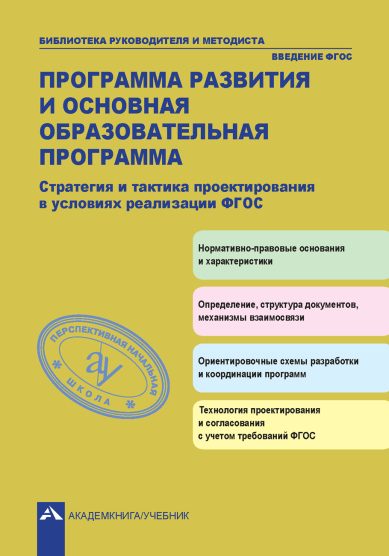 БИБЛИОТЕКА РУКОВОДИТЕЛЯ И МЕТОДИСТА
ВВЕДЕНИЕ ФГОС
ПРОГРАММА РАЗВИТИЯ
И ОСНОВНАЯ
ОБРАЗОВАТЕЛЬНАЯ
ПРОГРАММА
Стратегия и тактика проектирования
в условиях реализации ФГОС
Нормативно-правовые основания
и характеристики
Определение, структура документов,
механизмы взаимосвязи
Ориентировочные схемы разработки
и координации программ
Технология проектирования
и согласования
с учетом требований ФГОС
ПЕРСПЕКТИВНАЯ НАЧАЛЬНАЯ
ау
ШКОЛА
АКАДЕМКНИГА/УЧЕБНИК